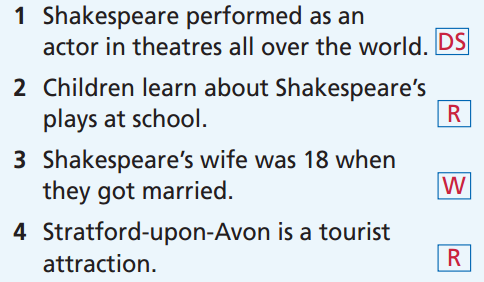 1 Shakespeare performed as an
actor in theatres all over the world. DS
2 Children learn about Shakespeare's
plays at school. R
3 Shakespeare's wife was 18 when
they got married. W
4 Stratford-upon-Avon is a tourist
attraction. R